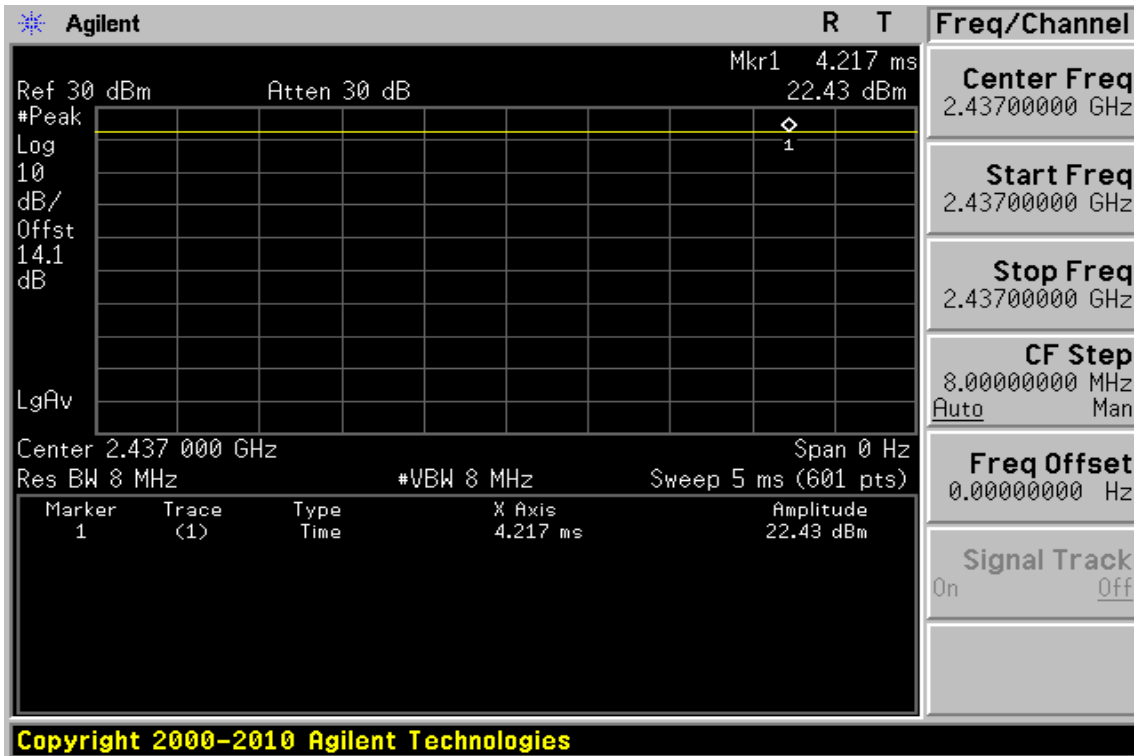 Agilent R T
Mkr1 4.217 ms
Ref 30 dBm Atten 30 dB 22.43 dBm
#Peak
Log
10
dB/
Offst
14.1
dB
LgAv
1
Center 2.437 000 GHz Span 0 Hz
Res BW 8 MHz #VBW 8 MHz Sweep 5 ms (601 pts)
Marker Trace Type X Axis Amplitude
1 (1) Time 4.217 ms 22.43 dBm
Freq/Channel
Center Freq
2.43700000 GHz
Start Freq
2.43700000 GHz
Stop Freq
2.43700000 GHz
CF Step
8.00000000 MHz
Auto Man
Freq Offset
0.00000000 Hz
Signal Track
On Off
Copyright 2000-2010 Agilent Technologies